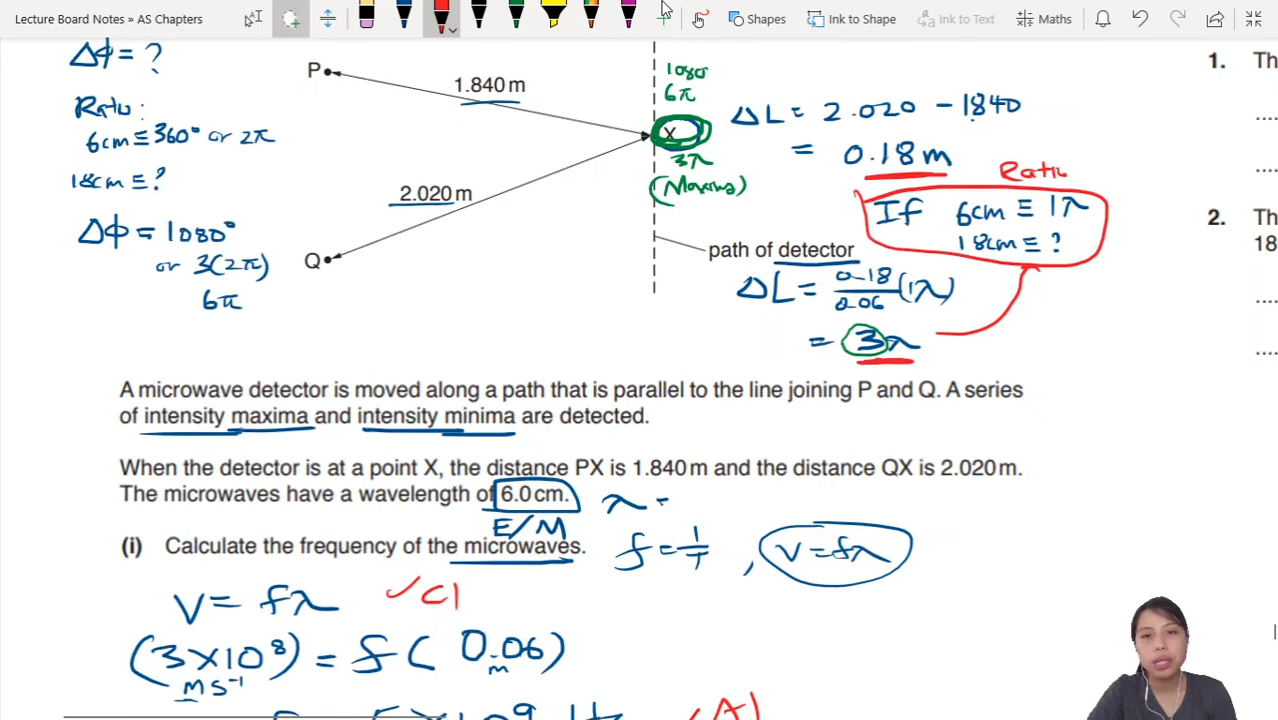 Lecture Board Notes » AS Chapters
Shapes
Ink to Shape
Ink to Text
Maths
Δϕ = ?
Ratio:
6cm ≡ 360° or 2π
18cm ≡ ?
Δϕ = 1080°
or 3(2π)
6π
P
1.840 m
2.020 m
Q
1080
6π
X
3λ
(Maxima)
path of detector
ΔL = 2.020 - 1840
= 0.18m
Ratio
If 6cm ≡ 1λ
18cm ≡ ?
ΔL = 0.18/0.06 (1λ)
= 3λ
1. Th
....
....
2. Th
18
....
....
A microwave detector is moved along a path that is parallel to the line joining P and Q. A series
of intensity maxima and intensity minima are detected.
When the detector is at a point X, the distance PX is 1.840 m and the distance QX is 2.020 m.
The microwaves have a wavelength of 6.0 cm. λ =
E/M
(i) Calculate the frequency of the microwaves. f = 1/T , v = fλ
V = fλ ✓C1
(3×10⁸) = f ( 0.06)
ms⁻¹ m